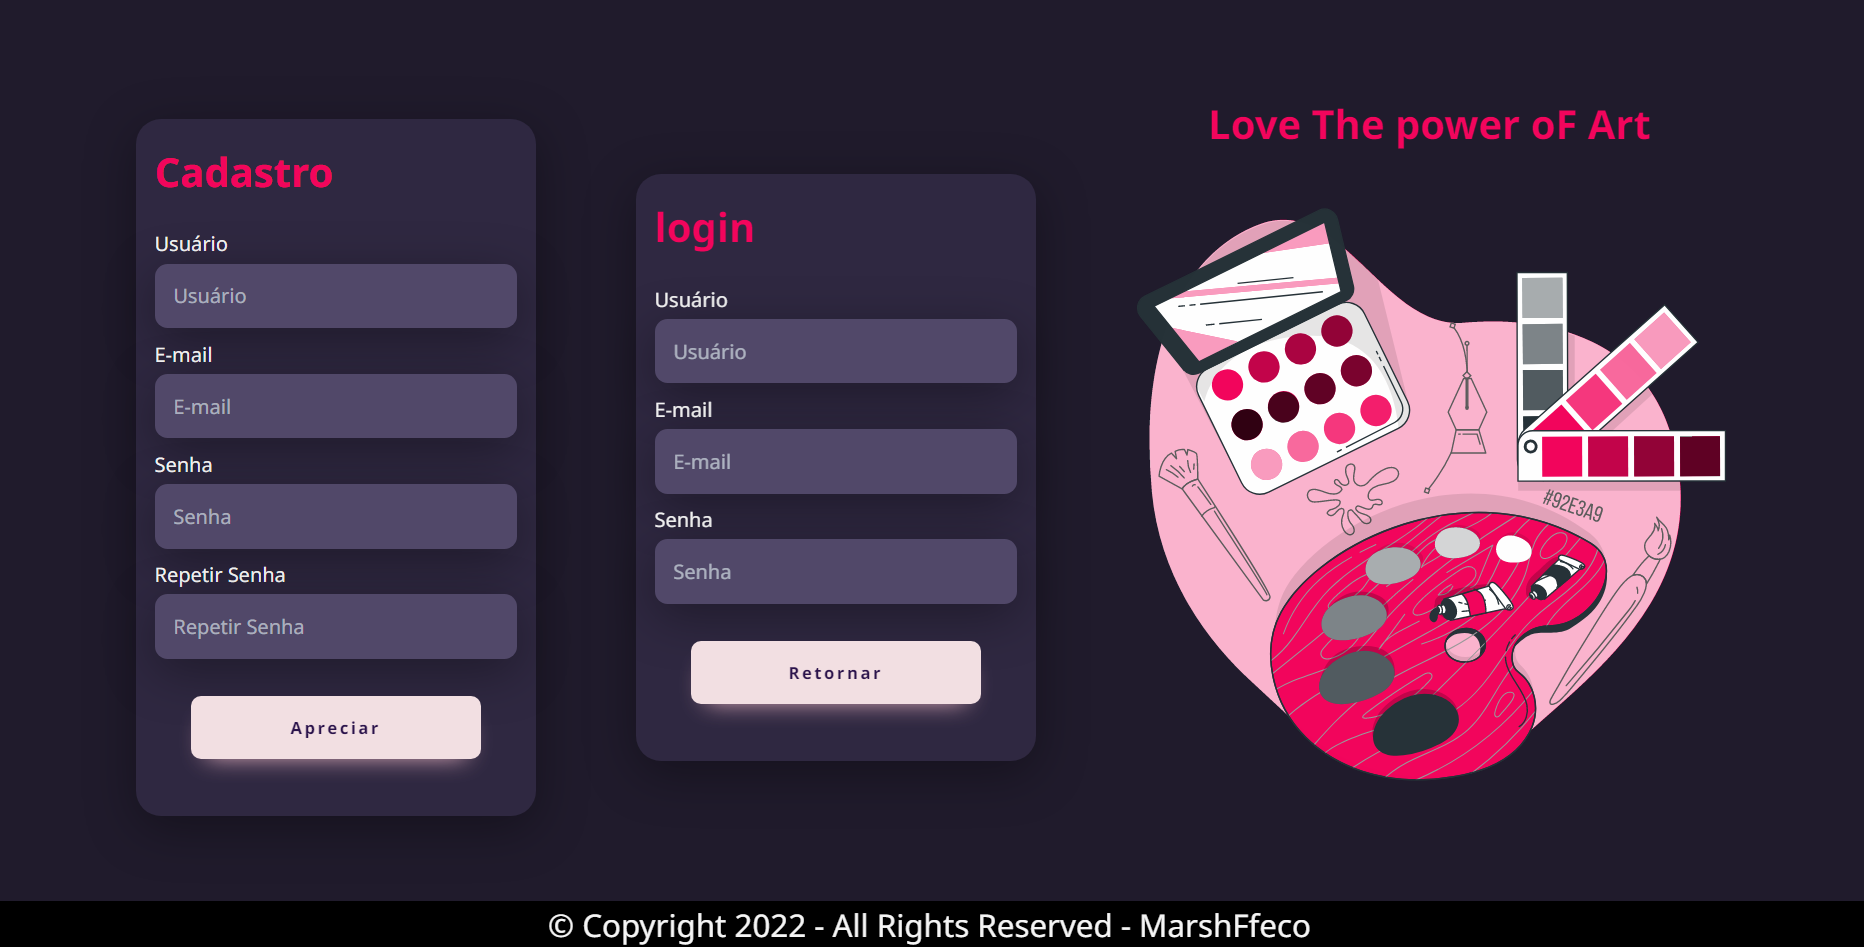 Cadastro
Usuário
Usuário
E-mail
E-mail
Senha
Senha
Repetir Senha
Repetir Senha
Apreciar
login
Usuário
Usuário
E-mail
E-mail
Senha
Senha
Retornar
Love The power oF Art
#92E3A9
© Copyright 2022 - All Rights Reserved - MarshFfeco